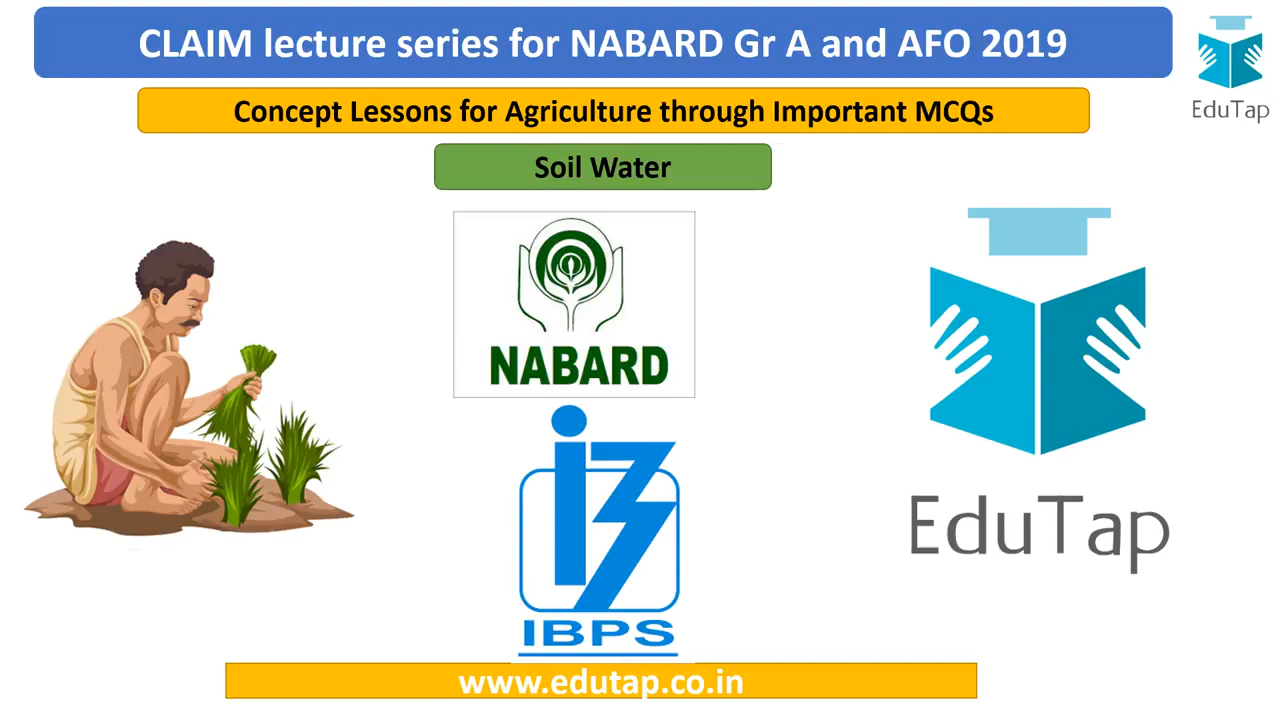 CLAIM lecture series for NABARD Gr A and AFO 2019
EduTap
Concept Lessons for Agriculture through Important MCQs
Soil Water
NABARD
EduTap
IBPS
www.edutap.co.in